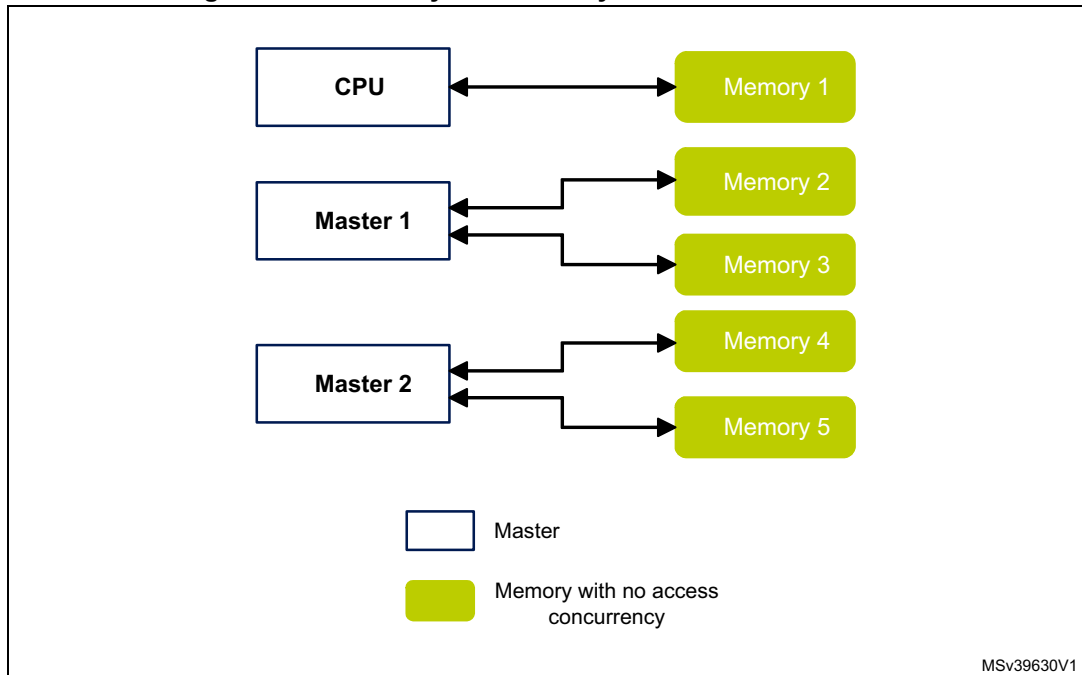 CPU
Memory 1
Memory 2
Master 1
Memory 3
Memory 4
Master 2
Memory 5
Master
Memory with no access
concurrency
MSv39630V1